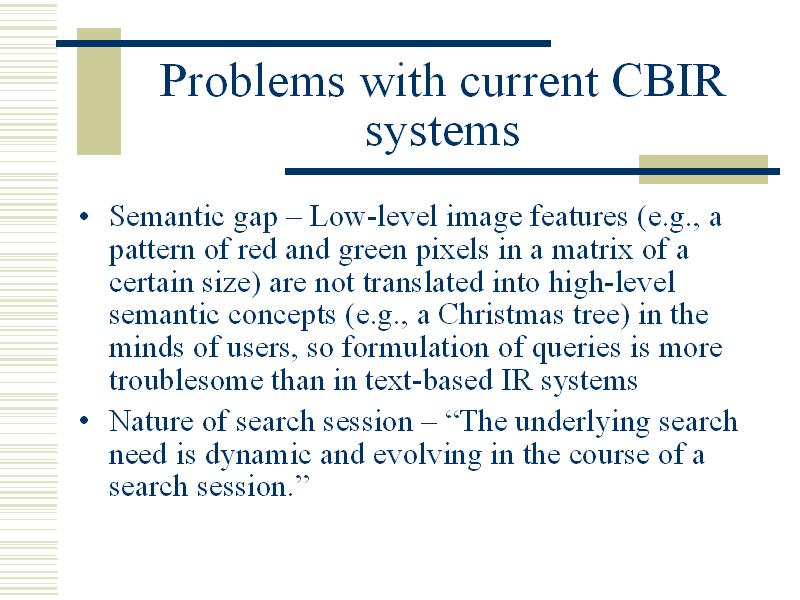 Problems with current CBIR
systems
• Semantic gap – Low-level image features (e.g., a
pattern of red and green pixels in a matrix of a
certain size) are not translated into high-level
semantic concepts (e.g., a Christmas tree) in the
minds of users, so formulation of queries is more
troublesome than in text-based IR systems
• Nature of search session – “The underlying search
need is dynamic and evolving in the course of a
search session.”